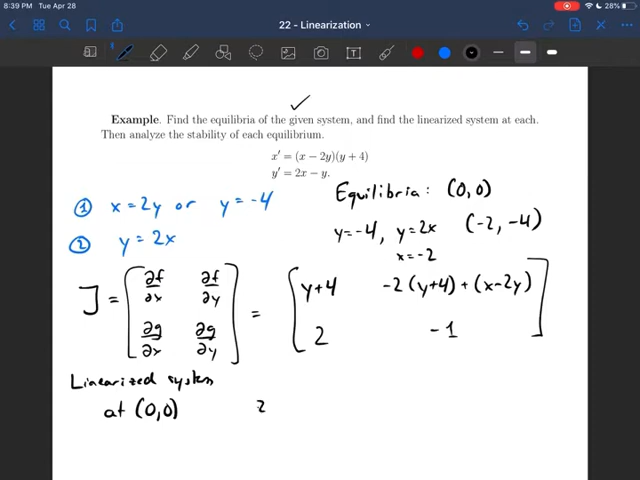 8:39 PM Tue Apr 28
28%
22 - Linearization
Example. Find the equilibria of the given system, and find the linearized system at each.
Then analyze the stability of each equilibrium.
x′ = (x − 2y)(y + 4)
y′ = 2x − y.
① x = 2y or y = -4
② y = 2x
Equilibria: (0,0)
y = -4, y = 2x (-2, -4)
x = -2
J = [∂f/∂x ∂f/∂y
∂g/∂x ∂g/∂y] = [y+4 -2(y+4)+(x-2y)
2 -1]
Linearized system
at (0,0) z